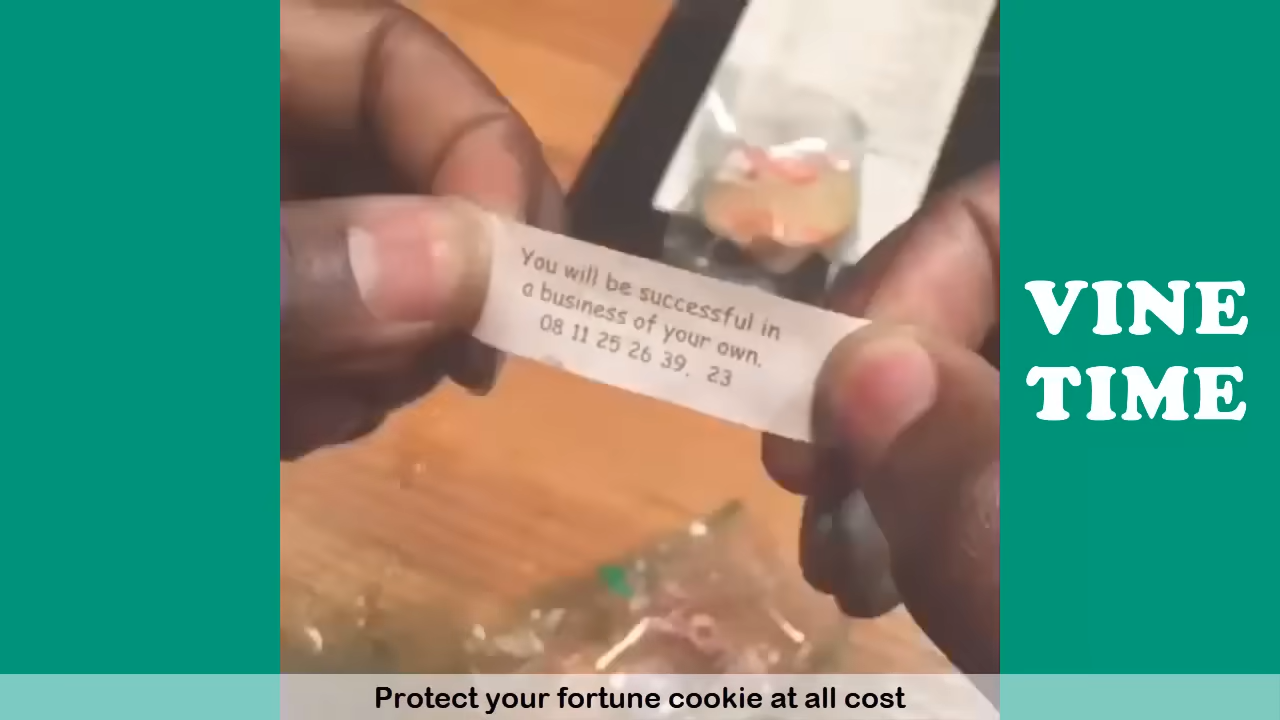 You will be successful in
a business of your own.
08 11 25 26 39, 23
VINE
TIME
Protect your fortune cookie at all cost